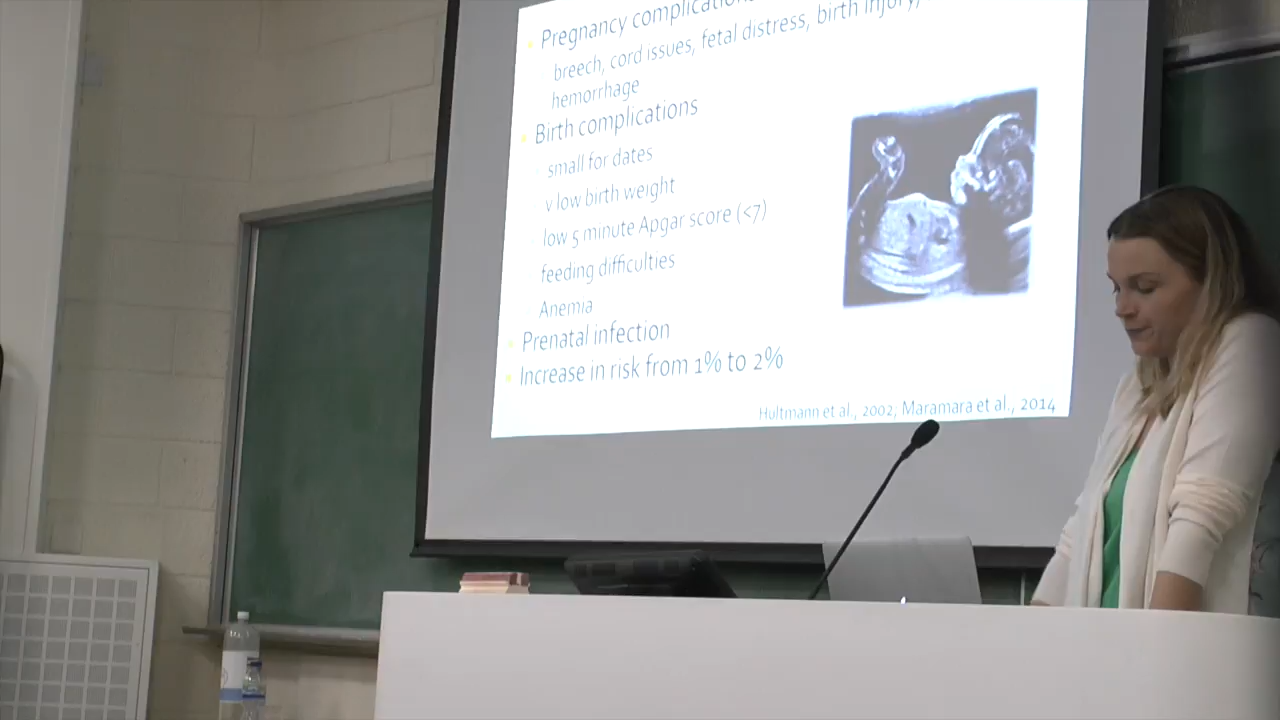 Pregnancy complications
breech, cord issues, fetal distress, birth injury,
hemorrhage
Birth complications
small for dates
v low birth weight
low 5 minute Apgar score (<7)
feeding difficulties
Anemia
Prenatal infection
Increase in risk from 1% to 2%
Hultmann et al., 2002; Maramara et al., 2014